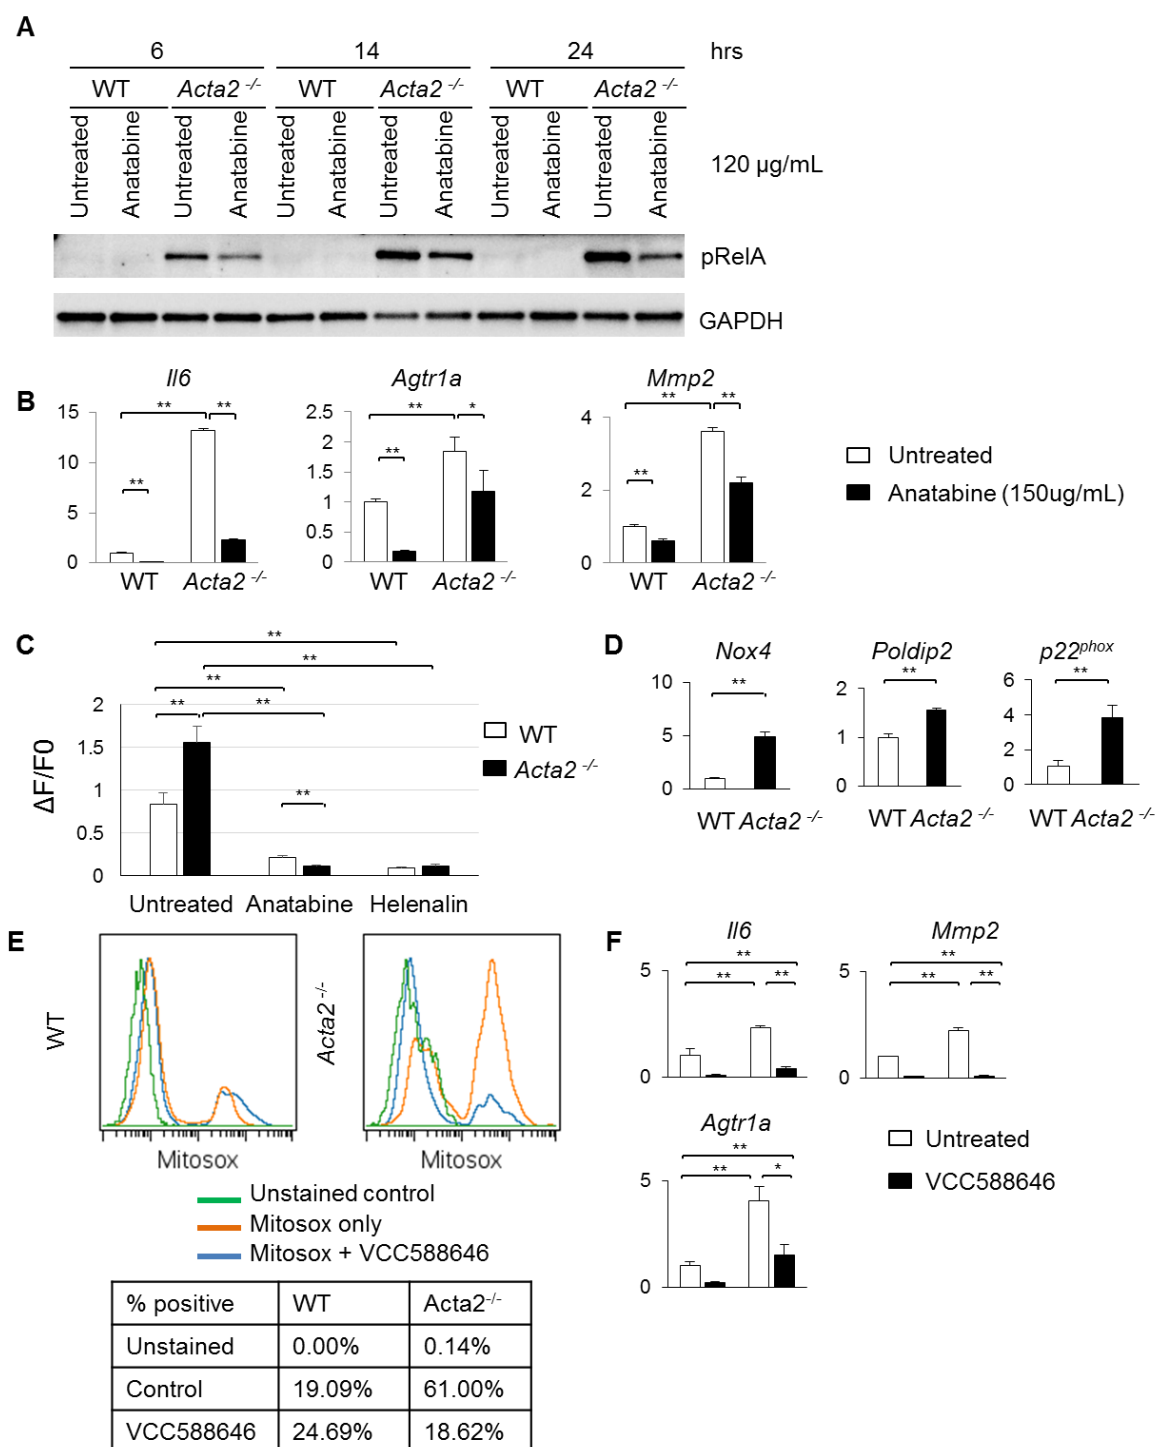 A
6 14 24 hrs
WT Acta2 -/- WT Acta2 -/- WT Acta2 -/-
Untreated Anatabine Untreated Anatabine Untreated Anatabine Untreated Anatabine Untreated Anatabine Untreated Anatabine 120 µg/mL
pRelA
GAPDH
B
Il6 Agtr1a Mmp2
** ** ** * ** **
** ** **
15 10 5 0
2.5 2 1.5 1 0.5 0
4 2 0
WT Acta2 -/- WT Acta2 -/- WT Acta2 -/-
Untreated
Anatabine (150ug/mL)
C
**
**
**
** **
**
ΔF/F0
2
1.5
1
0.5
0
WT
Acta2 -/-
Untreated Anatabine Helenalin
D
Nox4 Poldip2 p22phox
** ** **
10 5 0
2 1 0
6 4 2 0
WT Acta2 -/- WT Acta2 -/- WT Acta2 -/-
E
WT Acta2 -/-
Mitosox Mitosox
Unstained control
Mitosox only
Mitosox + VCC588646
% positive WT Acta2-/-
Unstained 0.00% 0.14%
Control 19.09% 61.00%
VCC588646 24.69% 18.62%
F
Il6 Mmp2
** **
** ** ** **
5 0
5 0
Agtr1a
**
** *
5 0
Untreated
VCC588646